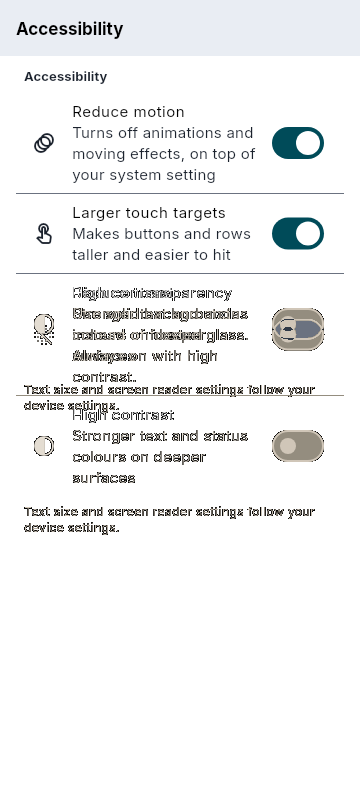 Accessibility
Accessibility
Reduce motion
Turns off animations and
moving effects, on top of
your system setting
Larger touch targets
Makes buttons and rows
taller and easier to hit
glass.
with high
contrast.
Text size and screen reader settings follow your
device settings.
High contrast
Stronger text and status
colours on deeper
surfaces
Text size and screen reader settings follow your
device settings.